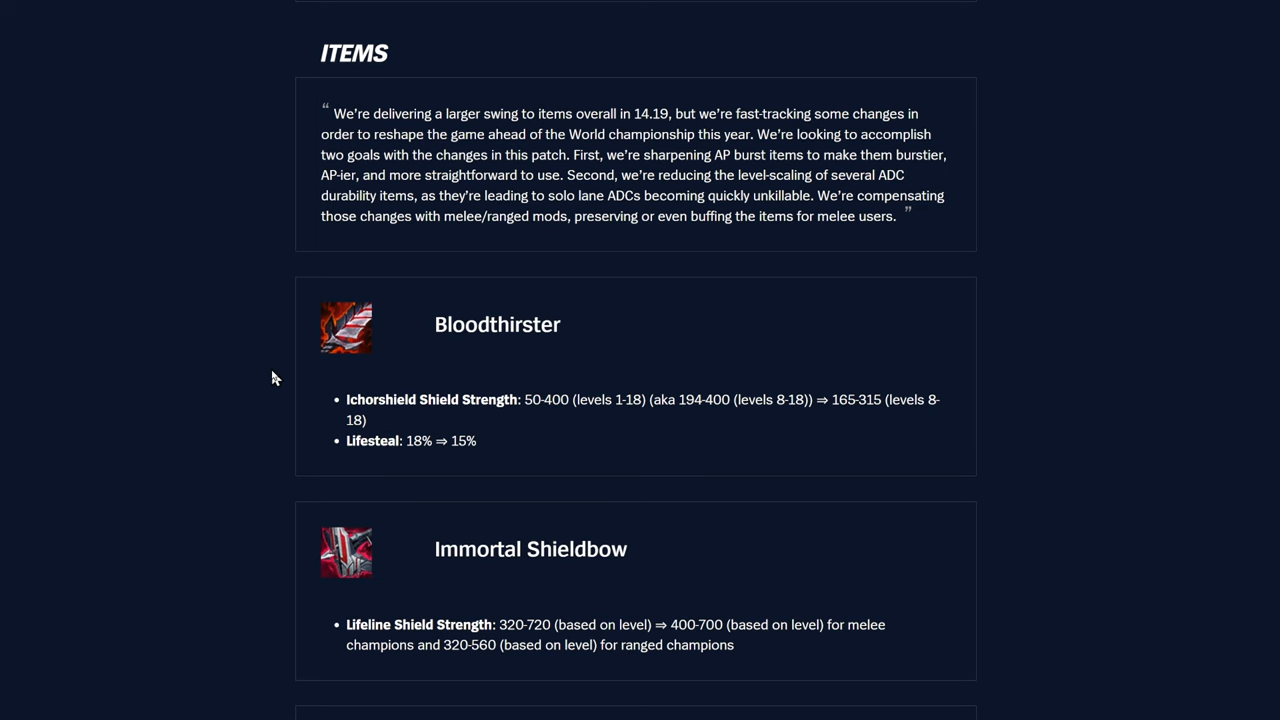 ITEMS
“ We’re delivering a larger swing to items overall in 14.19, but we’re fast-tracking some changes in
order to reshape the game ahead of the World championship this year. We’re looking to accomplish
two goals with the changes in this patch. First, we’re sharpening AP burst items to make them burstier,
AP-ier, and more straightforward to use. Second, we’re reducing the level-scaling of several ADC
durability items, as they’re leading to solo lane ADCs becoming quickly unkillable. We’re compensating
those changes with melee/ranged mods, preserving or even buffing the items for melee users. ”
Bloodthirster
• Ichorshield Shield Strength: 50-400 (levels 1-18) (aka 194-400 (levels 8-18)) ⇒ 165-315 (levels 8-
18)
• Lifesteal: 18% ⇒ 15%
Immortal Shieldbow
• Lifeline Shield Strength: 320-720 (based on level) ⇒ 400-700 (based on level) for melee
champions and 320-560 (based on level) for ranged champions